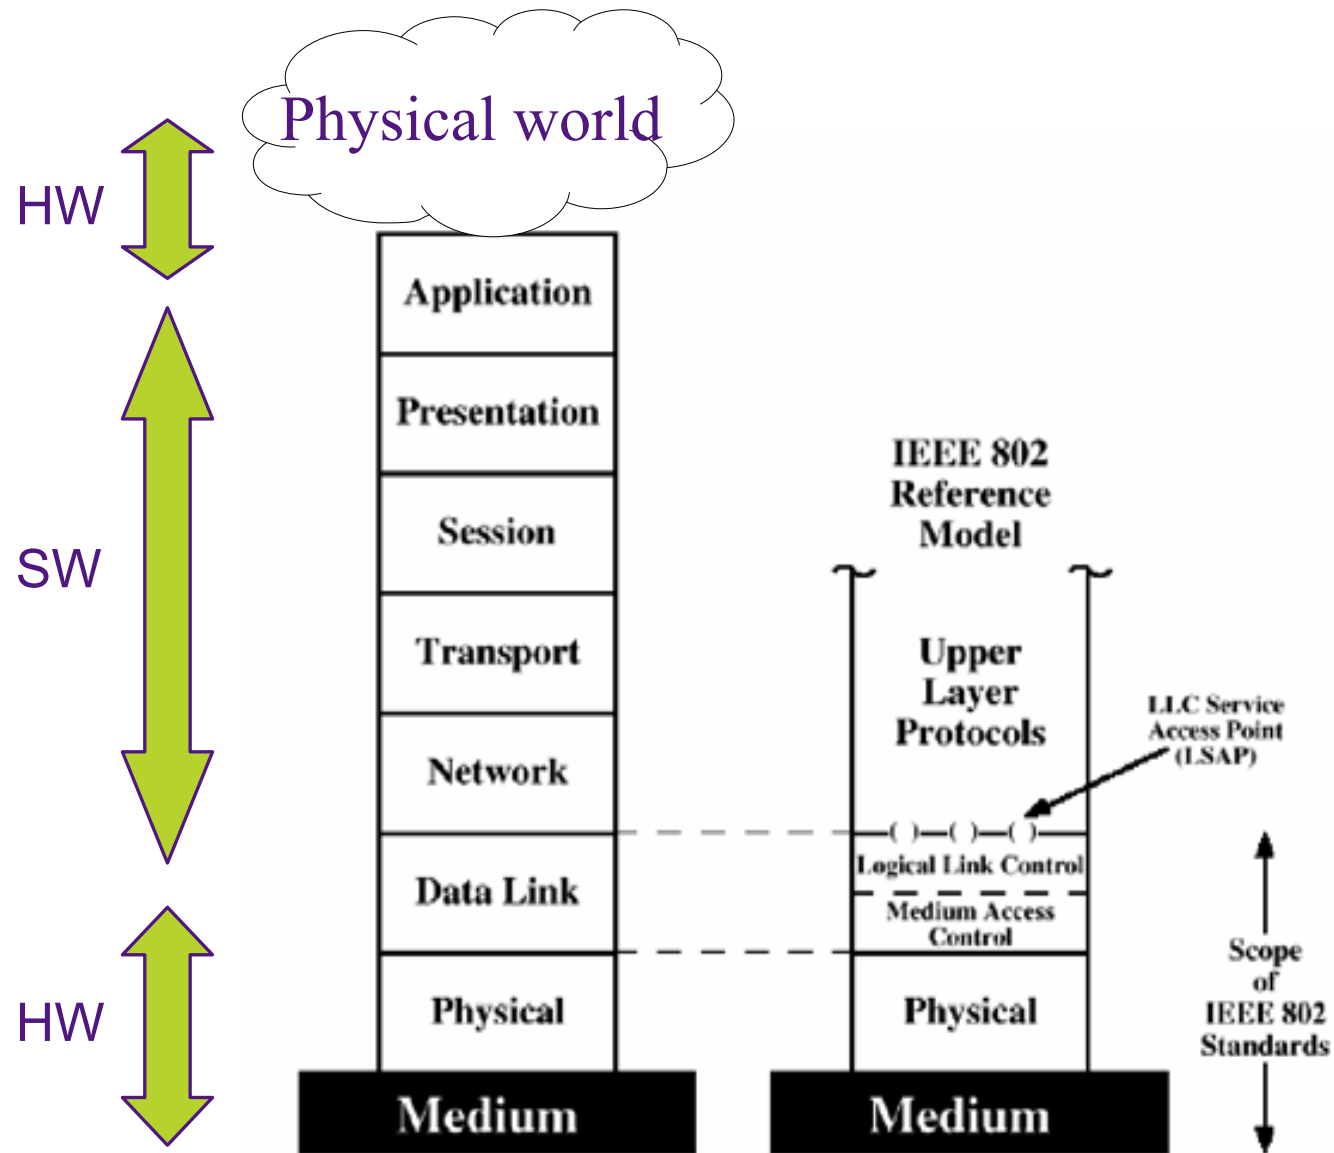 Physical world
HW
SW
HW
Application
Presentation
Session
Transport
Network
Data Link
Physical
Medium
IEEE 802
Reference
Model
Upper
Layer
Protocols
LLC Service
Access Point
(LSAP)
( ) ( ) ( )
Logical Link Control
Medium Access
Control
Physical
Medium
Scope
of
IEEE 802
Standards